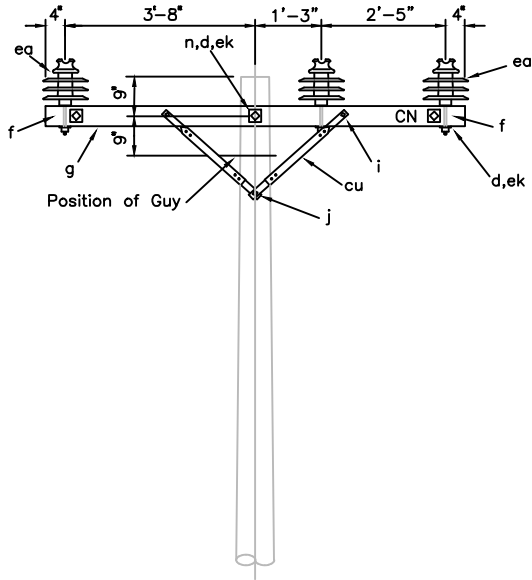 4"
3'-8"
1'-3"
2'-5"
4"
ea
n,d,ek
ea
9"
f
CN
f
g
9"
i
d,ek
cu
Position of Guy
j